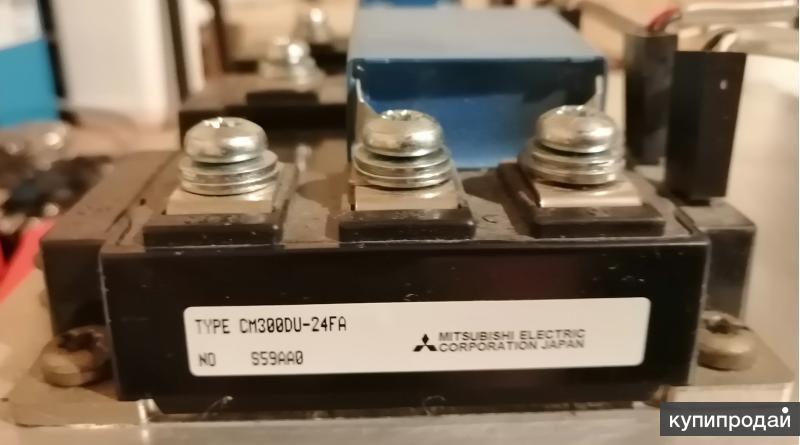 TYPE CM300DU-24FA
NO S59AA0
MITSUBISHI ELECTRIC
CORPORATION JAPAN
купипродай